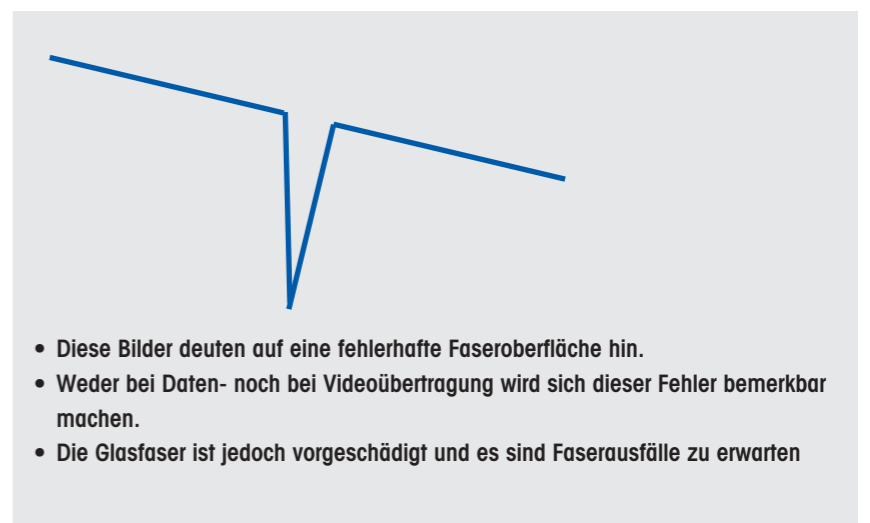 • Diese Bilder deuten auf eine fehlerhafte Faseroberfläche hin.
• Weder bei Daten- noch bei Videoübertragung wird sich dieser Fehler bemerkbar
machen.
• Die Glasfaser ist jedoch vorgeschädigt und es sind Faserausfälle zu erwarten